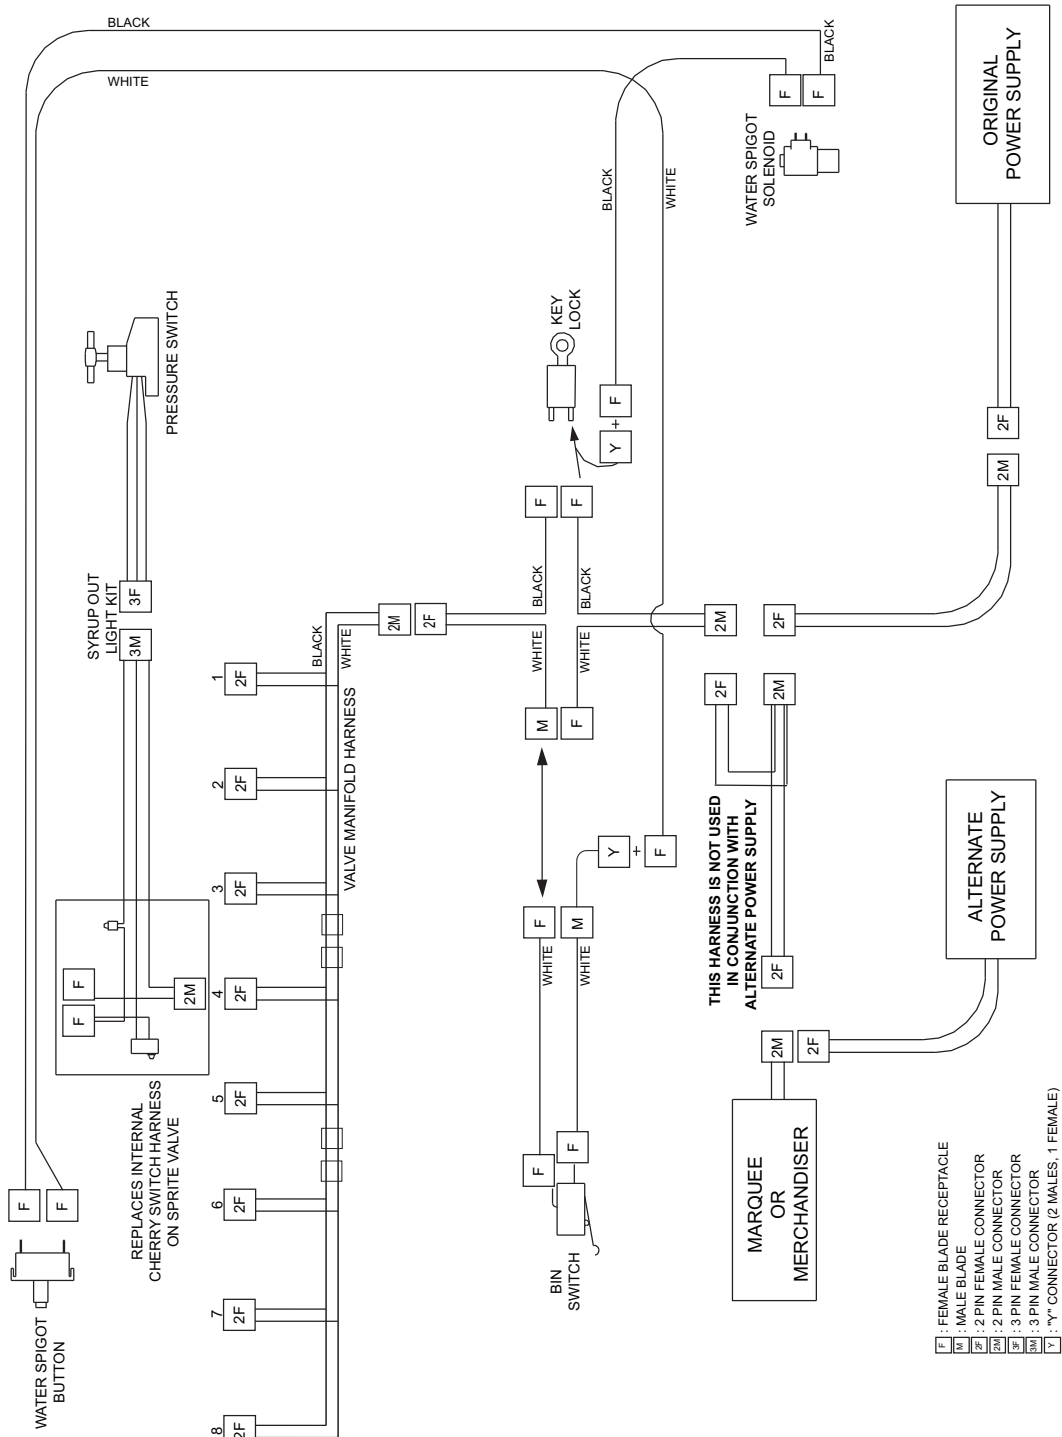 WATER SPIGOT
BUTTON
F
F
BLACK
WHITE
BLACK
F
F
WATER SPIGOT
SOLENOID
BLACK
WHITE
REPLACES INTERNAL
CHERRY SWITCH HARNESS
ON SPRITE VALVE
F
F
2M
SYRUP OUT
LIGHT KIT
3M
3F
PRESSURE SWITCH
8
2F
7
2F
6
2F
5
2F
4
2F
3
2F
2
2F
1
2F
VALVE MANIFOLD HARNESS
BLACK
WHITE
2M
2F
BIN
SWITCH
F
F
WHITE
WHITE
F
M
Y
+
F
M
F
WHITE
WHITE
BLACK
BLACK
F
F
KEY
LOCK
Y
+
F
MARQUEE
OR
MERCHANDISER
2M
2F
THIS HARNESS IS NOT USED
IN CONJUNCTION WITH
ALTERNATE POWER SUPPLY
2F
2F
2M
2M
2F
2M
2F
ORIGINAL
POWER SUPPLY
ALTERNATE
POWER SUPPLY
F : FEMALE BLADE RECEPTACLE
M : MALE BLADE
2F : 2 PIN FEMALE CONNECTOR
2M : 2 PIN MALE CONNECTOR
3F : 3 PIN FEMALE CONNECTOR
3M : 3 PIN MALE CONNECTOR
Y : "Y" CONNECTOR (2 MALES, 1 FEMALE)